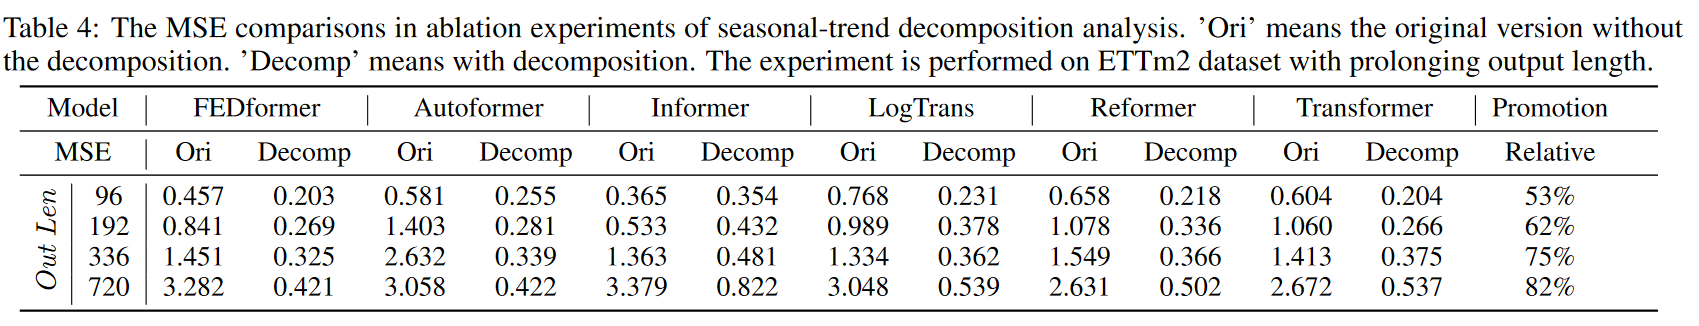 Table 4: The MSE comparisons in ablation experiments of seasonal-trend decomposition analysis. ’Ori’ means the original version without
the decomposition. ’Decomp’ means with decomposition. The experiment is performed on ETTm2 dataset with prolonging output length.
Model FEDformer Autoformer Informer LogTrans Reformer Transformer Promotion
MSE Ori Decomp Ori Decomp Ori Decomp Ori Decomp Ori Decomp Ori Decomp Relative
Out Len
96 0.457 0.203 0.581 0.255 0.365 0.354 0.768 0.231 0.658 0.218 0.604 0.204 53%
192 0.841 0.269 1.403 0.281 0.533 0.432 0.989 0.378 1.078 0.336 1.060 0.266 62%
336 1.451 0.325 2.632 0.339 1.363 0.481 1.334 0.362 1.549 0.366 1.413 0.375 75%
720 3.282 0.421 3.058 0.422 3.379 0.822 3.048 0.539 2.631 0.502 2.672 0.537 82%